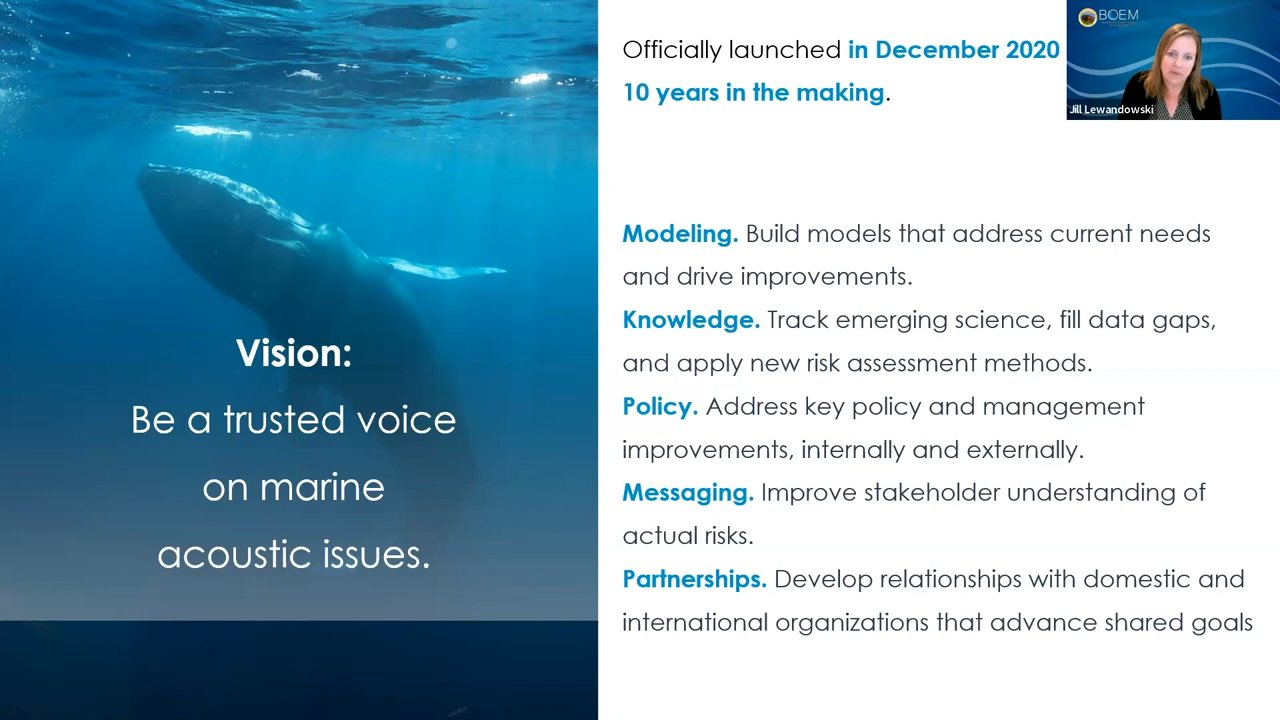 Vision:
Be a trusted voice
on marine
acoustic issues.
Officially launched in December 2020
10 years in the making.
Modeling. Build models that address current needs
and drive improvements.
Knowledge. Track emerging science, fill data gaps,
and apply new risk assessment methods.
Policy. Address key policy and management
improvements, internally and externally.
Messaging. Improve stakeholder understanding of
actual risks.
Partnerships. Develop relationships with domestic and
international organizations that advance shared goals
BOEM
Jill Lewandowski